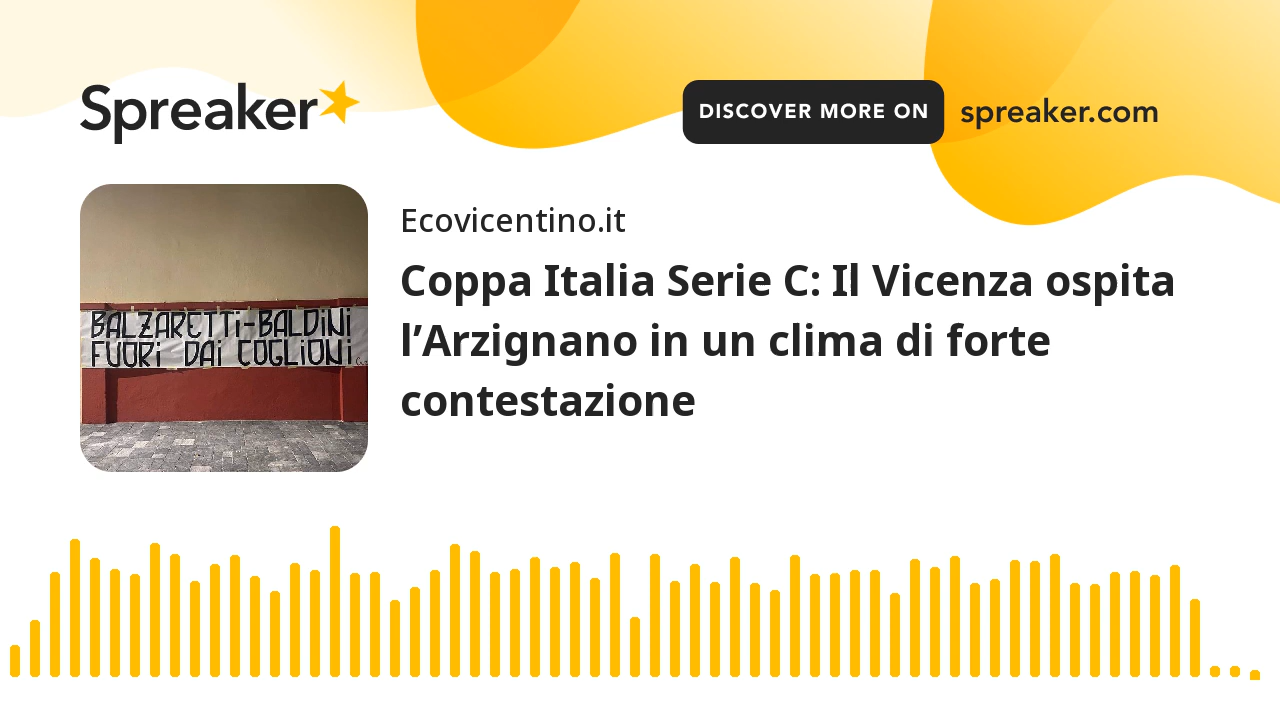 Spreaker
DISCOVER MORE ON
spreaker.com
Ecovicentino.it
Coppa Italia Serie C: Il Vicenza ospita
l’Arzignano in un clima di forte
contestazione
BALZARETTi-BALDiNi
FUORi DAi COGLIONi